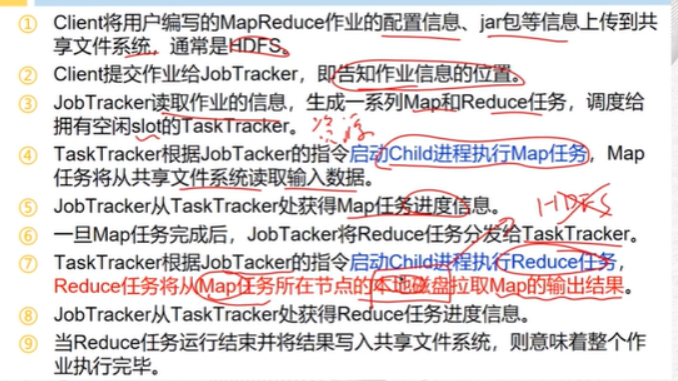 ① Client将用户编写的MapReduce作业的配置信息、jar包等信息上传到共
享文件系统，通常是HDFS。
② Client提交作业给JobTracker，即告知作业信息的位置。
③ JobTracker读取作业的信息，生成一系列Map和Reduce任务，调度给
拥有空闲slot的TaskTracker。 资源
④ TaskTracker根据JobTacker的指令启动Child进程执行Map任务，Map
任务将从共享文件系统读取输入数据。
⑤ JobTracker从TaskTracker处获得Map任务进度信息。 HDFS
⑥ 一旦Map任务完成后，JobTacker将Reduce任务分发给TaskTracker。
⑦ TaskTracker根据JobTacker的指令启动Child进程执行Reduce任务，
Reduce任务将从Map任务所在节点的本地磁盘拉取Map的输出结果。
⑧ JobTracker从TaskTracker处获得Reduce任务进度信息。
⑨ 当Reduce任务运行结束并将结果写入共享文件系统，则意味着整个作
业执行完毕。